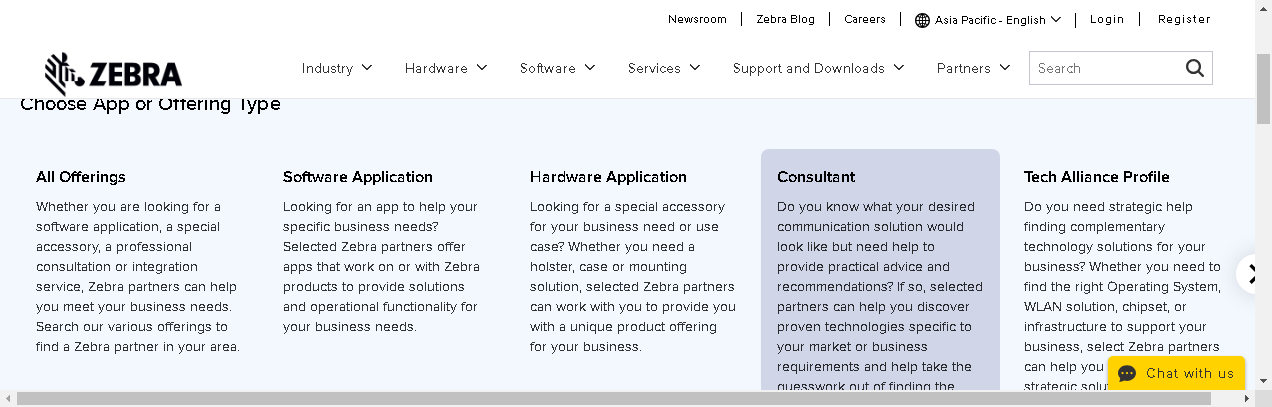 Newsroom
Zebra Blog
Careers
Asia Pacific - English
Login
Register
ZEBRA
Industry
Hardware
Software
Services
Support and Downloads
Partners
Search
Choose App or Offering Type
All Offerings
Whether you are looking for a
software application, a special
accessory, a professional
consultation or integration
service, Zebra partners can help
you meet your business needs.
Search our various offerings to
find a Zebra partner in your area.
Software Application
Looking for an app to help your
specific business needs?
Selected Zebra partners offer
apps that work on or with Zebra
products to provide solutions
and operational functionality for
your business needs.
Hardware Application
Looking for a special accessory
for your business need or use
case? Whether you need a
holster, case or mounting
solution, selected Zebra partners
can work with you to provide you
with a unique product offering
for your business.
Consultant
Do you know what your desired
communication solution would
look like but need help to
provide practical advice and
recommendations? If so, selected
partners can help you discover
proven technologies specific to
your market or business
requirements and help take the
guesswork out of finding the
Tech Alliance Profile
Do you need strategic help
finding complementary
technology solutions for your
business? Whether you need to
find the right Operating System,
WLAN solution, chipset, or
infrastructure to support your
business, select Zebra partners
can help you
strategic
Chat with us